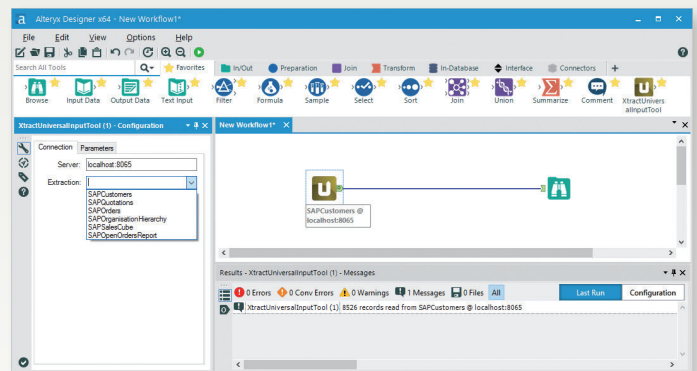 a Alteryx Designer x64 - New Workflow1*
File Edit View Options Help
Search All Tools
Favorites In/Out Preparation Join Transform In-Database Interface Connectors +
Browse Input Data Output Data Text Input Filter Formula Sample Select Sort Join Union Summarize Comment XtractUnivers
alInputTool
XtractUniversalInputTool (1) - Configuration
New Workflow1*
Connection Parameters
Server: localhost:8065
Extraction:
SAPCustomers
SAPQuotations
SAPOrders
SAPOrganisationHierarchy
SAPSalesCube
SAPOpenOrdersReport
U
SAPCustomers @
localhost:8065
Results - XtractUniversalInputTool (1) - Messages
0 Errors 0 Conv Errors 0 Warnings 1 Messages 0 Files All Last Run Configuration
XtractUniversalInputTool (1) 8526 records read from SAPCustomers @ localhost:8065